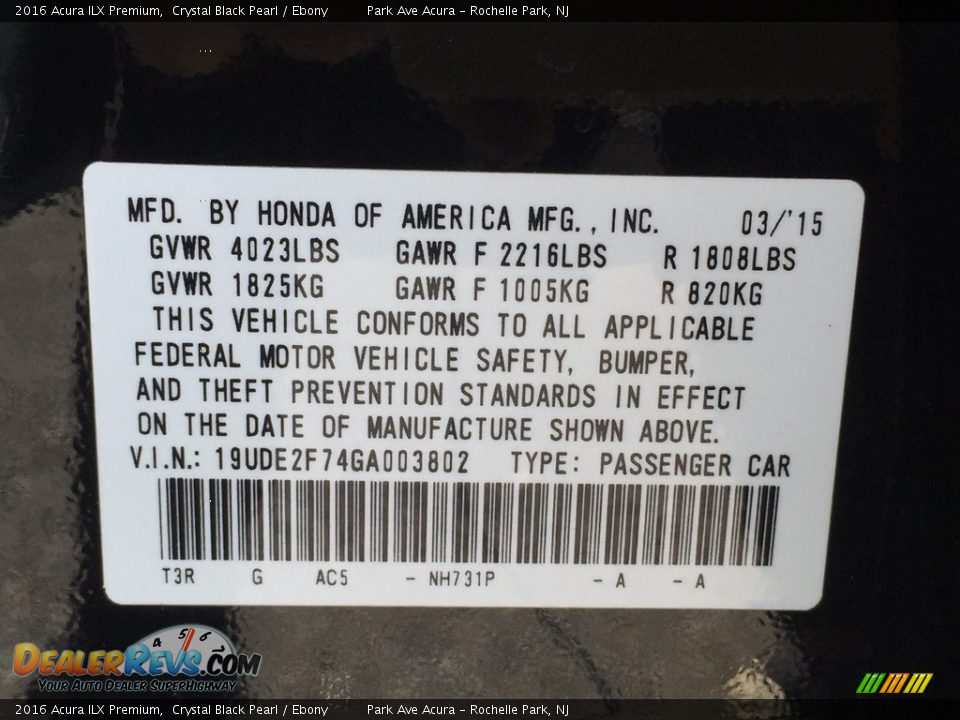 2016 Acura ILX Premium, Crystal Black Pearl / Ebony Park Ave Acura - Rochelle Park, NJ
MFD. BY HONDA OF AMERICA MFG., INC. 03/'15
GVWR 4023LBS GAWR F 2216LBS R 1808LBS
GVWR 1825KG GAWR F 1005KG R 820KG
THIS VEHICLE CONFORMS TO ALL APPLICABLE
FEDERAL MOTOR VEHICLE SAFETY, BUMPER,
AND THEFT PREVENTION STANDARDS IN EFFECT
ON THE DATE OF MANUFACTURE SHOWN ABOVE.
V.I.N.: 19UDE2F74GA003802 TYPE: PASSENGER CAR
T3R G AC5 - NH731P - A - A
4 5 6
DEALERREVS.COM
YOUR AUTO DEALER SUPERHIGHWAY
2016 Acura ILX Premium, Crystal Black Pearl / Ebony Park Ave Acura - Rochelle Park, NJ